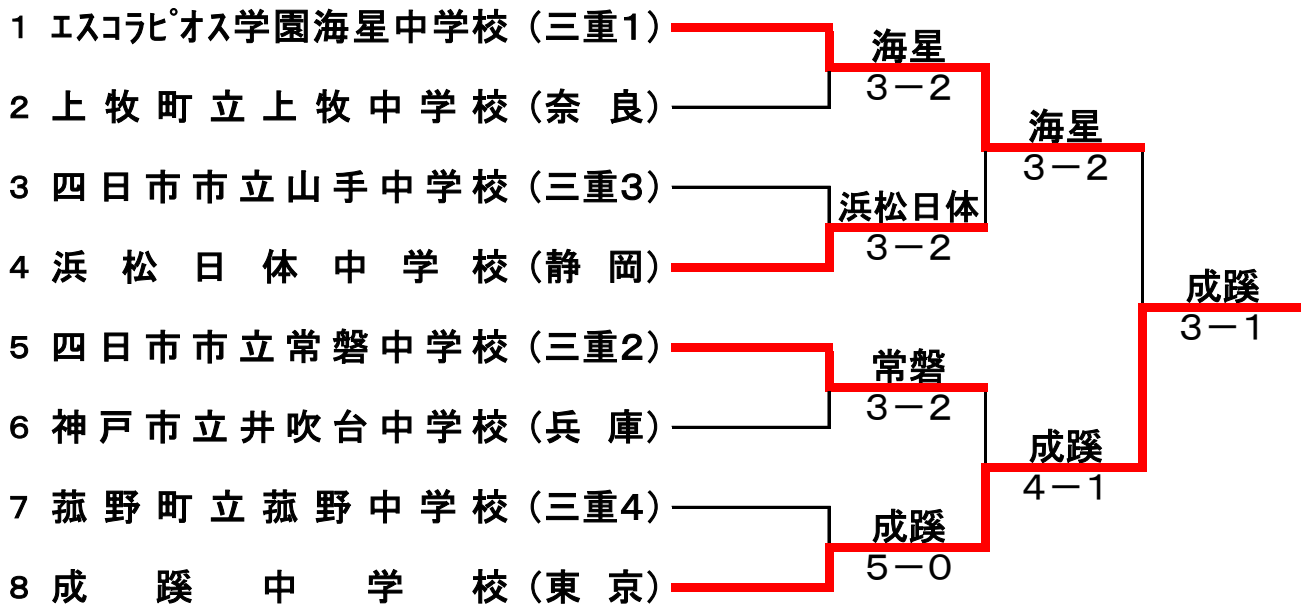 1 エスコラピオス学園海星中学校（三重1）
海星
3－2
2 上牧町立上牧中学校（奈良）
海星
3－2
3 四日市市立山手中学校（三重3）
浜松日体
3－2
4 浜松日体中学校（静岡）
成蹊
3－1
5 四日市市立常磐中学校（三重2）
常磐
3－2
6 神戸市立井吹台中学校（兵庫）
成蹊
4－1
7 菰野町立菰野中学校（三重4）
成蹊
5－0
8 成蹊中学校（東京）